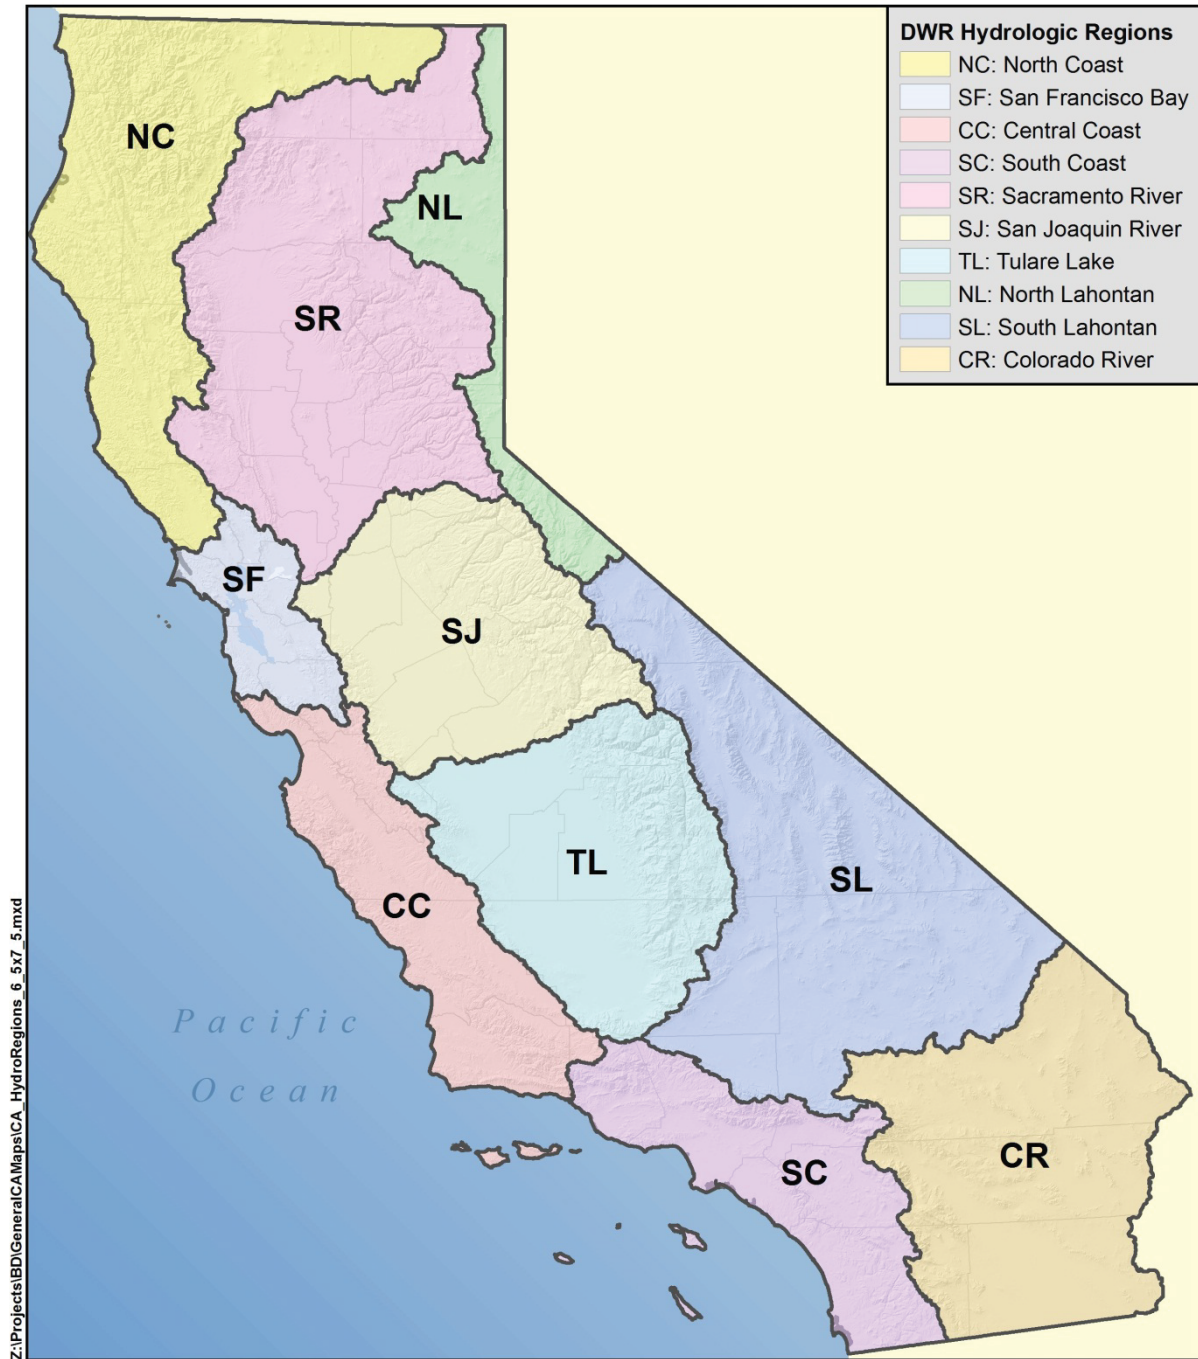 DWR Hydrologic Regions
NC: North Coast
SF: San Francisco Bay
CC: Central Coast
SC: South Coast
SR: Sacramento River
SJ: San Joaquin River
TL: Tulare Lake
NL: North Lahontan
SL: South Lahontan
CR: Colorado River
NC
NL
SR
SF
SJ
TL
SL
CC
Pacific
Ocean
SC
CR
Z:\Projects\BD\GeneralCAMaps\CA_HydroRegions_6_5x7_5.mxd